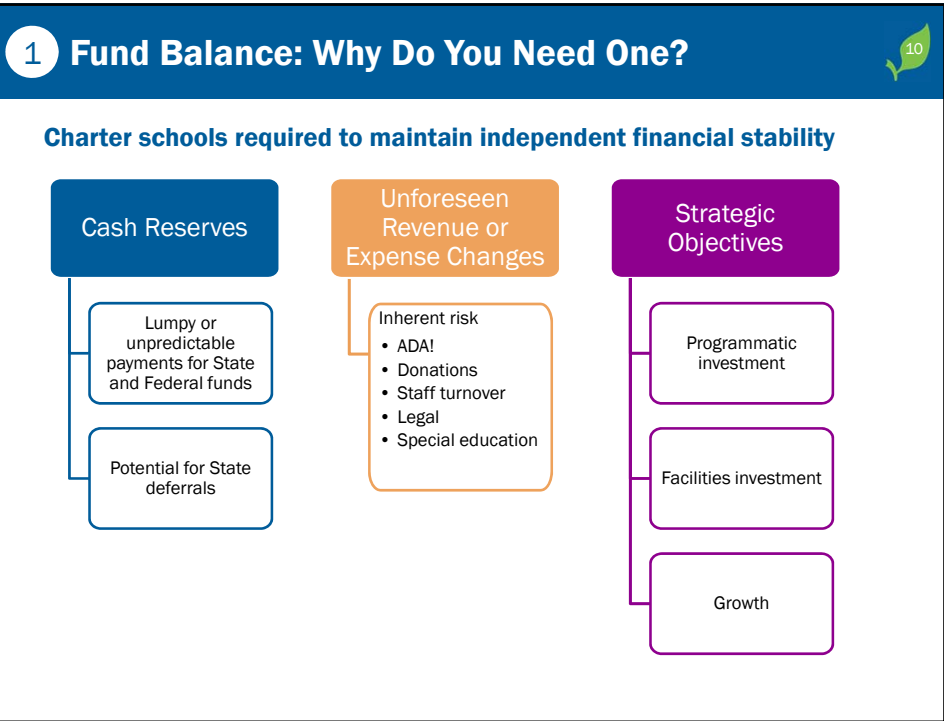 1 Fund Balance: Why Do You Need One?
10
Charter schools required to maintain independent financial stability
Cash Reserves
Lumpy or
unpredictable
payments for State
and Federal funds
Potential for State
deferrals
Unforeseen
Revenue or
Expense Changes
Inherent risk
• ADA!
• Donations
• Staff turnover
• Legal
• Special education
Strategic
Objectives
Programmatic
investment
Facilities investment
Growth